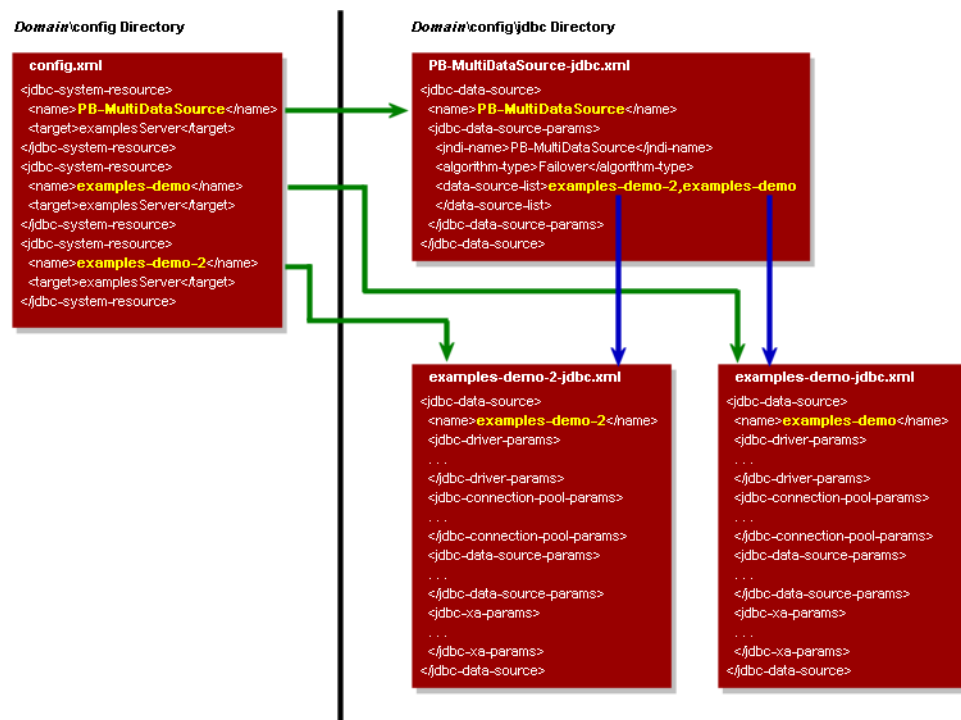 Domain\config Directory
config.xml
<jdbc-system-resource>
<name>PB-MultiDataSource</name>
<target>examplesServer</target>
</jdbc-system-resource>
<jdbc-system-resource>
<name>examples-demo</name>
<target>examplesServer</target>
</jdbc-system-resource>
<jdbc-system-resource>
<name>examples-demo-2</name>
<target>examplesServer</target>
</jdbc-system-resource>
Domain\config\jdbc Directory
PB-MultiDataSource-jdbc.xml
<jdbc-data-source>
<name>PB-MultiDataSource</name>
<jdbc-data-source-params>
<jndi-name>PB-MultiDataSource</jndi-name>
<algorithm-type>Failover</algorithm-type>
<data-source-list>examples-demo-2,examples-demo
</data-source-list>
</jdbc-data-source-params>
</jdbc-data-source>
examples-demo-2-jdbc.xml
<jdbc-data-source>
<name>examples-demo-2</name>
<jdbc-driver-params>
. . .
</jdbc-driver-params>
<jdbc-connection-pool-params>
. . .
</jdbc-connection-pool-params>
<jdbc-data-source-params>
. . .
</jdbc-data-source-params>
<jdbc-xa-params>
. . .
</jdbc-xa-params>
</jdbc-data-source>
examples-demo-jdbc.xml
<jdbc-data-source>
<name>examples-demo</name>
<jdbc-driver-params>
. . .
</jdbc-driver-params>
<jdbc-connection-pool-params>
. . .
</jdbc-connection-pool-params>
<jdbc-data-source-params>
. . .
</jdbc-data-source-params>
<jdbc-xa-params>
. . .
</jdbc-xa-params>
</jdbc-data-source>